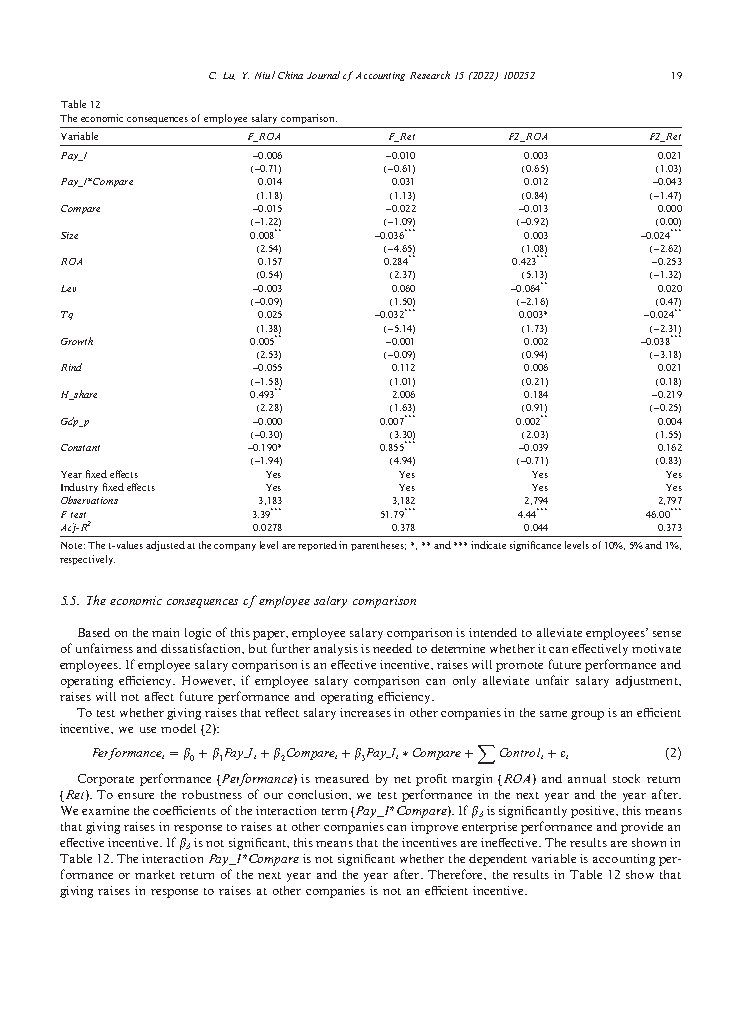 C. Lu, Y. Niu / China Journal of Accounting Research 15 (2022) 100252 19
Table 12
The economic consequences of employee salary comparison.
Variable F_ROA F_Ret F2_ROA F2_Ret
Pay_I −0.006 −0.010 0.003 0.021
(−0.71) (−0.61) (0.65) (1.03)
Pay_I*Compare 0.014 0.031 0.012 −0.043
(1.18) (1.13) (0.84) (−1.47)
Compare −0.015 −0.022 −0.013 0.000
(−1.22) (−1.09) (−0.92) (0.00)
Size 0.008** −0.036*** 0.003 −0.024***
(2.54) (−4.65) (1.08) (−2.62)
ROA 0.157 0.284** 0.423*** −0.253
(0.54) (2.37) (5.13) (−1.32)
Lev −0.003 0.060 −0.064** 0.020
(−0.09) (1.50) (−2.16) (0.47)
Tq 0.025 −0.032*** 0.003* −0.024**
(1.38) (−5.14) (1.73) (−2.31)
Growth 0.005** −0.001 0.002 −0.038***
(2.53) (−0.09) (0.94) (−3.18)
Rind −0.055 0.112 0.006 0.021
(−1.58) (1.01) (0.21) (0.18)
H_share 0.493** 2.006 0.184 −0.219
(2.28) (1.63) (0.91) (−0.25)
Gdp_p −0.000 0.007*** 0.002** 0.004
(−0.30) (3.30) (2.03) (1.55)
Constant −0.190* 0.855*** −0.039 0.162
(−1.94) (4.94) (−0.71) (0.83)
Year fixed effects Yes Yes Yes Yes
Industry fixed effects Yes Yes Yes Yes
Observations 3,183 3,182 2,794 2,797
F test 3.39*** 51.79*** 4.44*** 46.00***
Adj-R² 0.0278 0.378 0.044 0.373
Note: The t-values adjusted at the company level are reported in parentheses; *, ** and *** indicate significance levels of 10%, 5% and 1%,
respectively.
5.5. The economic consequences of employee salary comparison
Based on the main logic of this paper, employee salary comparison is intended to alleviate employees' sense
of unfairness and dissatisfaction, but further analysis is needed to determine whether it can effectively motivate
employees. If employee salary comparison is an effective incentive, raises will promote future performance and
operating efficiency. However, if employee salary comparison can only alleviate unfair salary adjustment,
raises will not affect future performance and operating efficiency.
To test whether giving raises that reflect salary increases in other companies in the same group is an efficient
incentive, we use model (2):
Performanceₜ = β₀ + β₁Pay_Iₜ + β₂Compareₜ + β₃Pay_Iₜ * Compare + ∑ Controlₜ + εₜ (2)
Corporate performance (Performance) is measured by net profit margin (ROA) and annual stock return
(Ret). To ensure the robustness of our conclusion, we test performance in the next year and the year after.
We examine the coefficients of the interaction term (Pay_I*Compare). If β₃ is significantly positive, this means
that giving raises in response to raises at other companies can improve enterprise performance and provide an
effective incentive. If β₃ is not significant, this means that the incentives are ineffective. The results are shown in
Table 12. The interaction Pay_I*Compare is not significant whether the dependent variable is accounting per-
formance or market return of the next year and the year after. Therefore, the results in Table 12 show that
giving raises in response to raises at other companies is not an efficient incentive.